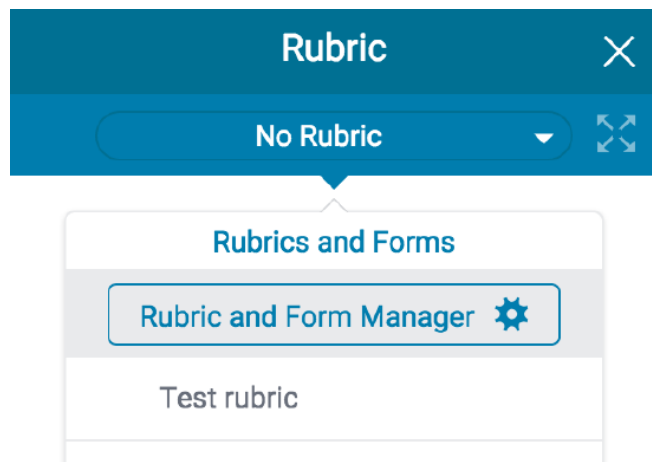 Rubric
No Rubric
Rubrics and Forms
Rubric and Form Manager
Test rubric